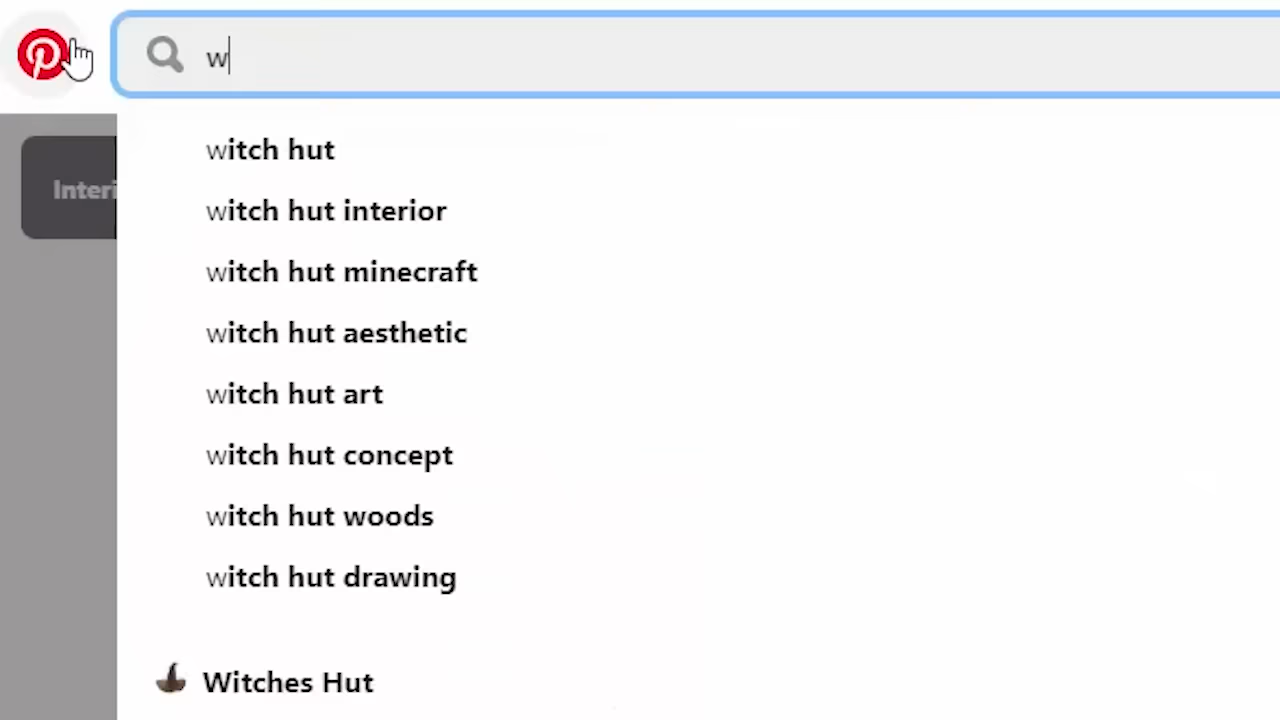 w
witch hut
Interi
witch hut interior
witch hut minecraft
witch hut aesthetic
witch hut art
witch hut concept
witch hut woods
witch hut drawing
Witches Hut